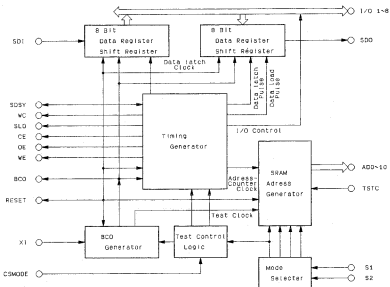 I/O 1~8
8 Bit
Data Register
Shift Register
8 Bit
Data Register
Shift Register
SDI
SDO
Data latch
Clock
Data latch
Pulse
Data load
Pulse
SDSY
WC
SLD
CE
OE
WE
BCO
RESET
XI
CSMODE
I/O Control
Timing
Generator
Adress-
Counter
Clock
SRAM
Adress
Generator
AD0~10
TSTC
Test Clock
BCO
Generator
Test Control
Logic
Mode
Selecter
S1
S2